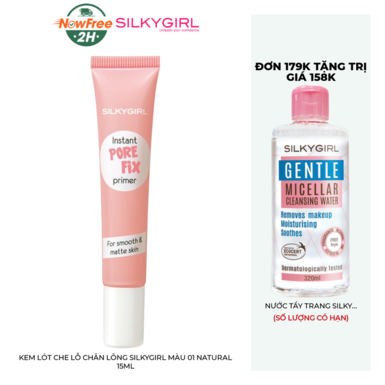 NowFree
2H
SILKYGIRL
SILKYGIRL
Instant
PORE
FIX
primer
For smooth &
matte skin
KEM LÓT CHE LỖ CHÂN LÔNG SILKYGIRL MÀU 01 NATURAL
15ML
ĐƠN 179K TẶNG TRỊ
GIÁ 158K
SILKYGIRL
GENTLE
MICELLAR
CLEANSING WATER
Removes makeup
Moisturising
Soothes
ECOCERT
Dermatologically tested
320ml
NƯỚC TẨY TRANG SILKY...
(SỐ LƯỢNG CÓ HẠN)